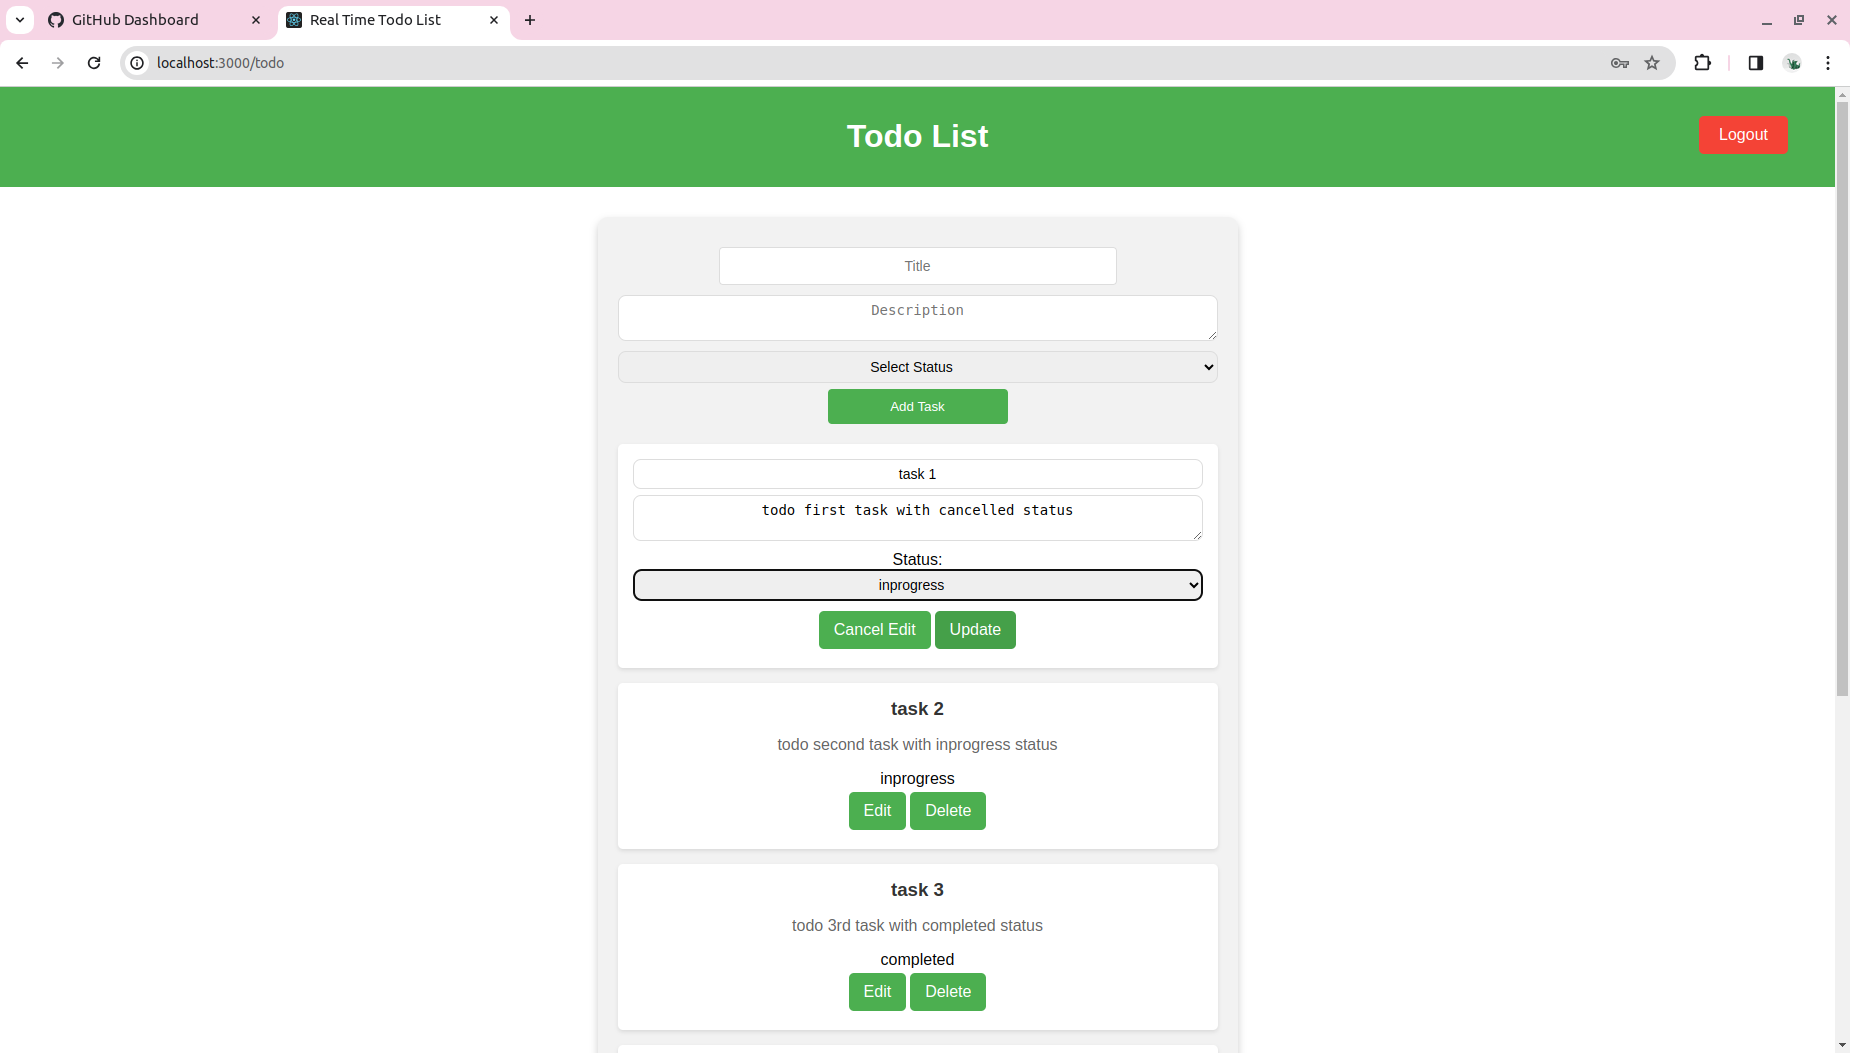 GitHub Dashboard
Real Time Todo List
localhost:3000/todo
Todo List
Logout
Title
Description
Select Status
Add Task
task 1
todo first task with cancelled status
Status:
inprogress
Cancel Edit Update
task 2
todo second task with inprogress status
inprogress
Edit Delete
task 3
todo 3rd task with completed status
completed
Edit Delete